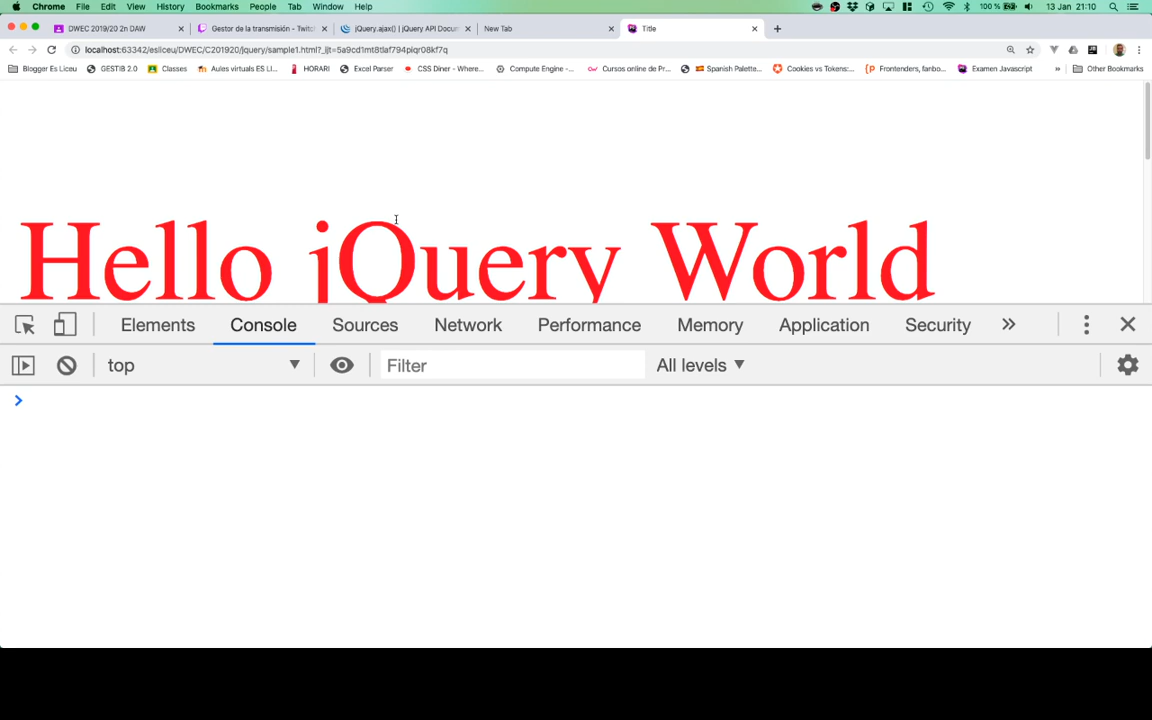 Chrome File Edit View History Bookmarks People Tab Window Help 100 % 13 Jan 21:10
DWEC 2019/20 2n DAW Gestor de la transmisión - Twitc jQuery.ajax() | jQuery API Docum New Tab Title
localhost:63342/esliceu/DWEC/C201920/jquery/sample1.html?_ijt=5a9cd1mt8tlaf794piqr08kf7q
Blogger Es Liceu GESTIB 2.0 Classes Aules virtuals ES LI... HORARI Excel Parser CSS Diner - Where... Compute Engine -... Cursos online de Pr... Spanish Palette... Cookies vs Tokens:... Frontenders, fanbo... Examen Javascript » Other Bookmarks
Hello jQuery World
Elements Console Sources Network Performance Memory Application Security »
top Filter All levels